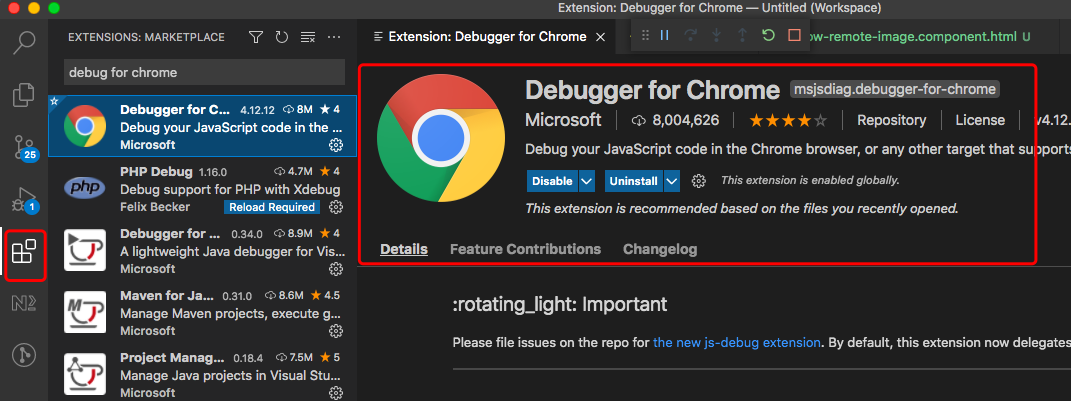 Extension: Debugger for Chrome — Untitled (Workspace)
EXTENSIONS: MARKETPLACE
debug for chrome
Debugger for C... 4.12.12 8M 4
Debug your JavaScript code in the ...
Microsoft
PHP Debug 1.16.0 4.7M 4
Debug support for PHP with Xdebug
Felix Becker Reload Required
Debugger for ... 0.34.0 8.9M 4
A lightweight Java debugger for Vis...
Microsoft
Maven for Ja... 0.31.0 8.6M 4.5
Manage Maven projects, execute g...
Microsoft
Project Manag... 0.18.4 7.5M 5
Manage Java projects in Visual Stu...
Microsoft
25
1
php
Extension: Debugger for Chrome
ow-remote-image.component.html U
Debugger for Chrome msjsdiag.debugger-for-chrome
Microsoft 8,004,626 Repository License v4.12.
Debug your JavaScript code in the Chrome browser, or any other target that supports
Disable Uninstall This extension is enabled globally.
This extension is recommended based on the files you recently opened.
Details Feature Contributions Changelog
:rotating_light: Important
Please file issues on the repo for the new js-debug extension. By default, this extension now delegates